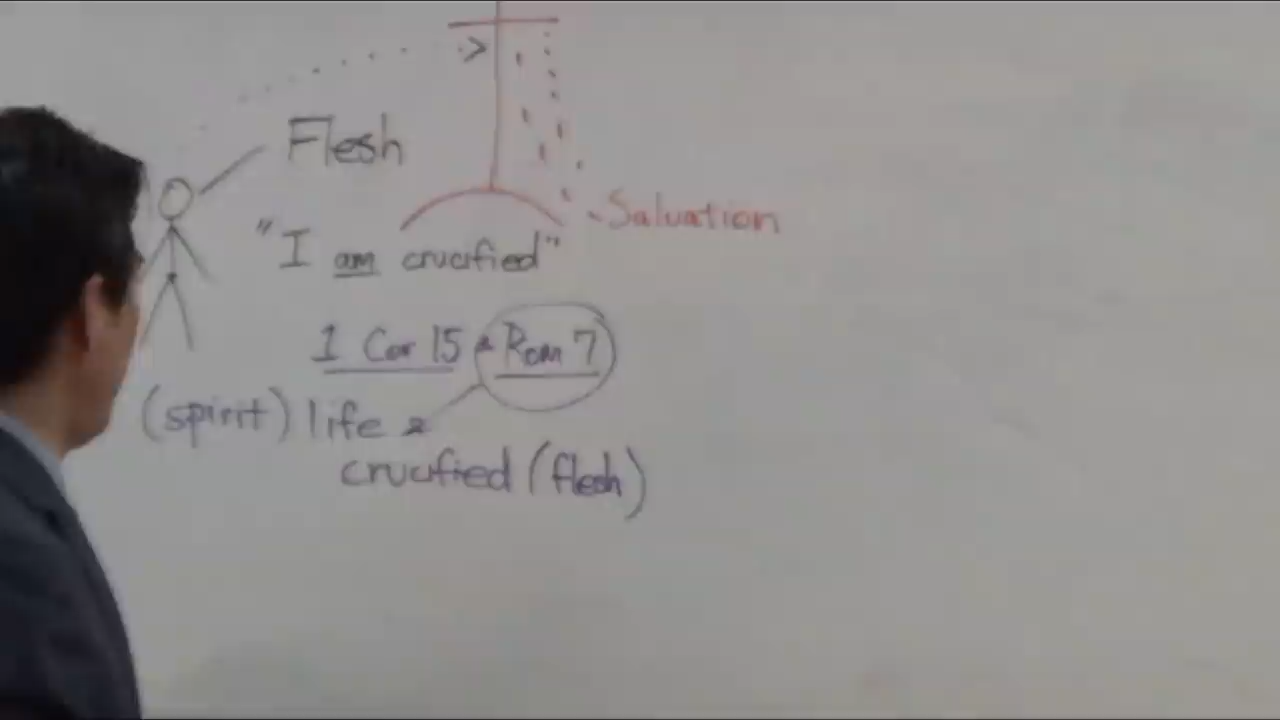 Flesh
Salvation
"I am crucified"
1 Cor 15 & Rom 7
(spirit) life &
crucified (flesh)